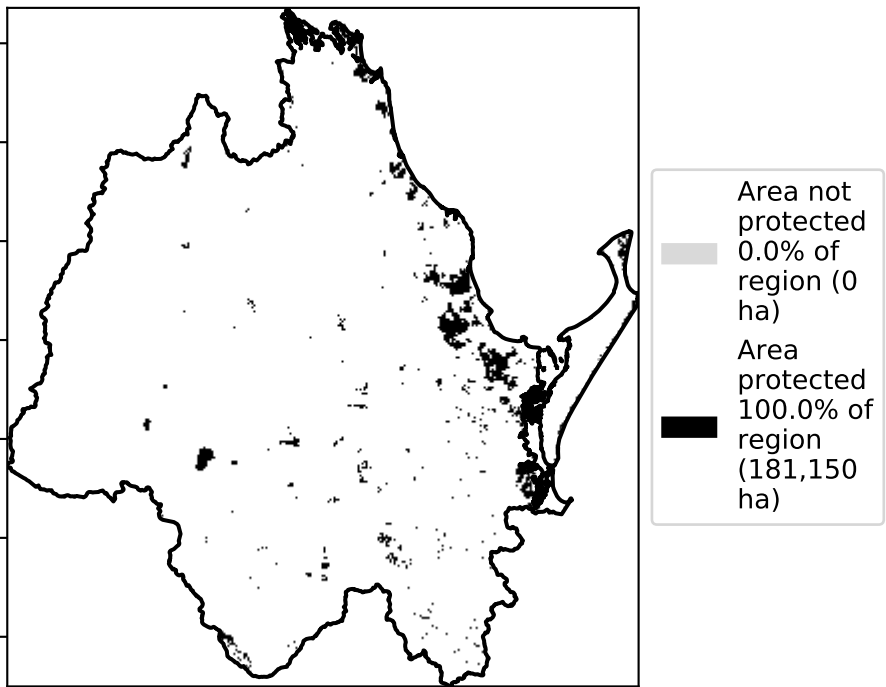 Area not
protected
0.0% of
region (0
ha)
Area
protected
100.0% of
region
(181,150
ha)